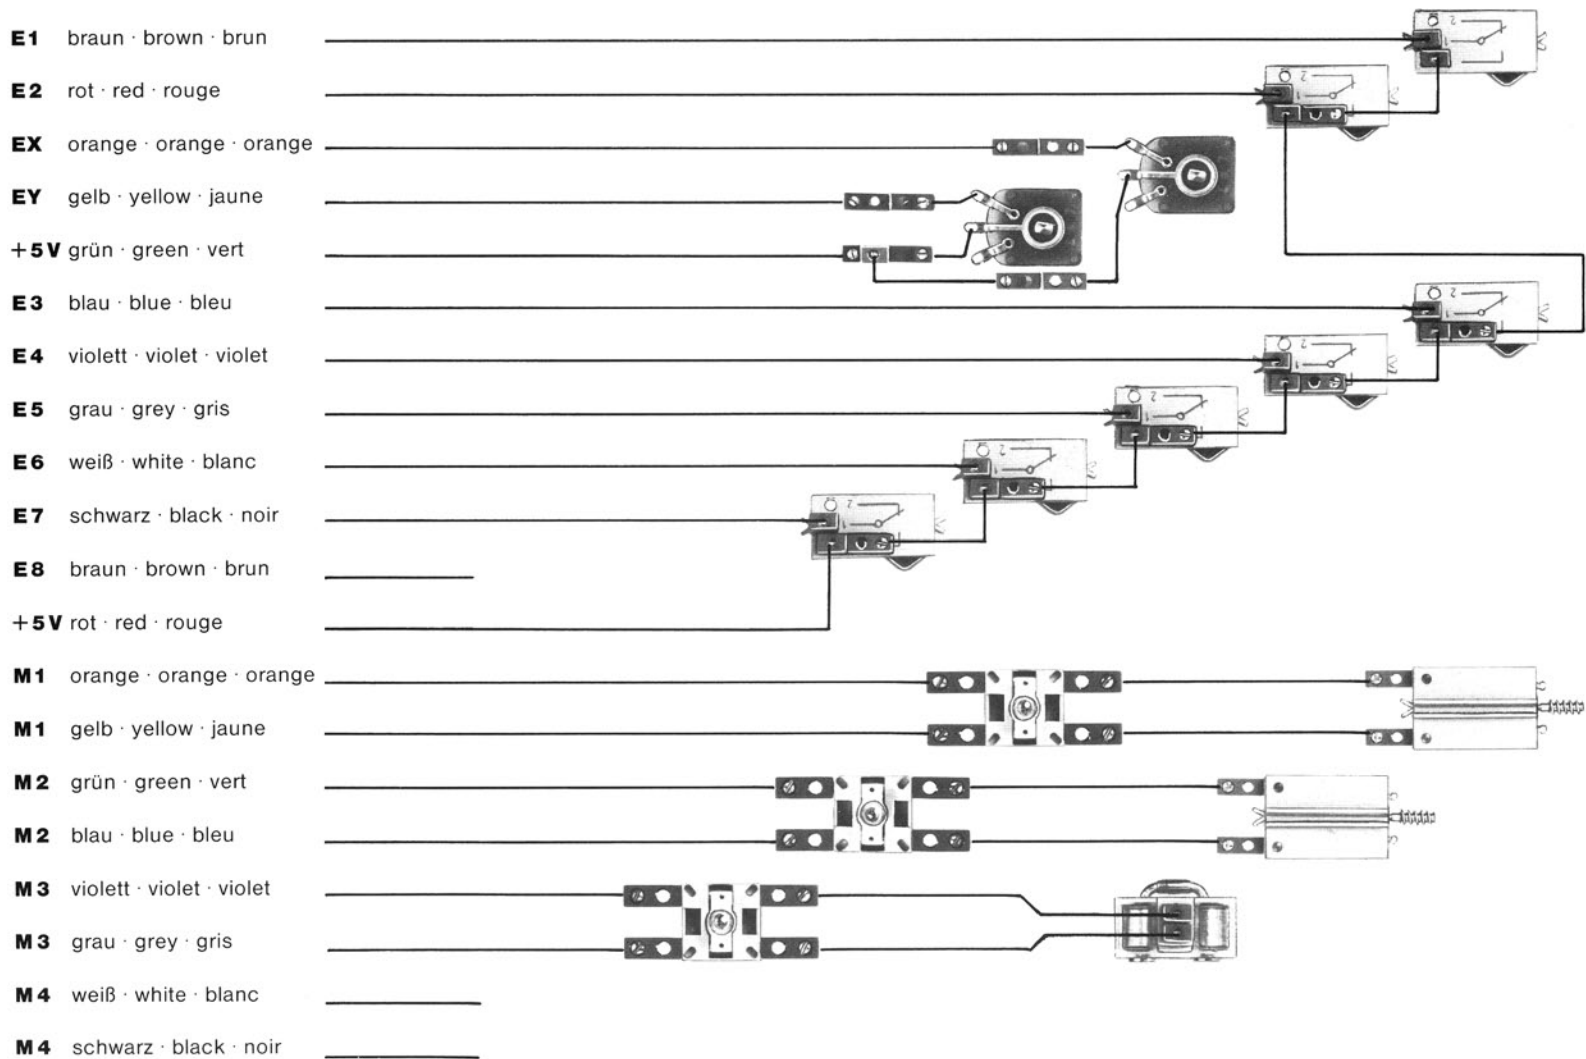 E1 braun · brown · brun
E2 rot · red · rouge
EX orange · orange · orange
EY gelb · yellow · jaune
+5V grün · green · vert
E3 blau · blue · bleu
E4 violett · violet · violet
E5 grau · grey · gris
E6 weiß · white · blanc
E7 schwarz · black · noir
E8 braun · brown · brun
+5V rot · red · rouge
M1 orange · orange · orange
M1 gelb · yellow · jaune
M2 grün · green · vert
M2 blau · blue · bleu
M3 violett · violet · violet
M3 grau · grey · gris
M4 weiß · white · blanc
M4 schwarz · black · noir